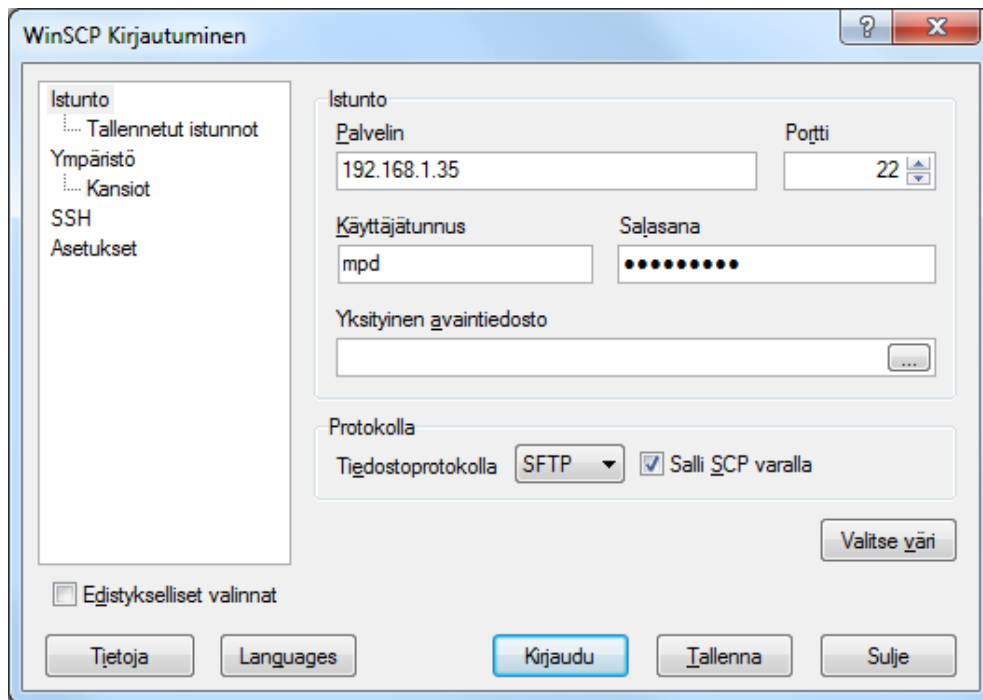 WinSCP Kirjautuminen
Istunto
Tallennetut istunnot
Ympäristö
Kansiot
SSH
Asetukset
Istunto
Palvelin Portti
192.168.1.35 22
Käyttäjätunnus Salasana
mpd •••••••••
Yksityinen avaintiedosto
...
Protokolla
Tiedostoprotokolla SFTP Salli SCP varalla
Valitse väri
Edistykselliset valinnat
Tietoja Languages Kirjaudu Tallenna Sulje